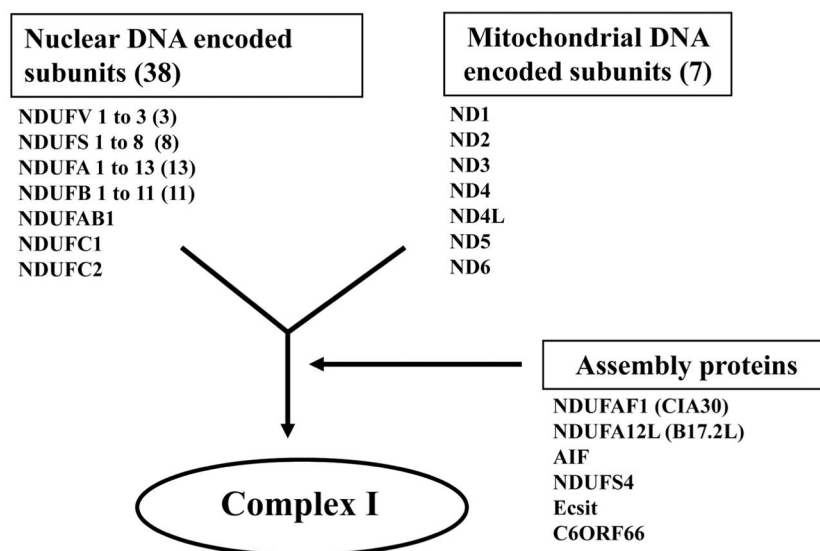 Nuclear DNA encoded
subunits (38)
NDUFV 1 to 3 (3)
NDUFS 1 to 8 (8)
NDUFA 1 to 13 (13)
NDUFB 1 to 11 (11)
NDUFAB1
NDUFC1
NDUFC2
Mitochondrial DNA
encoded subunits (7)
ND1
ND2
ND3
ND4
ND4L
ND5
ND6
Assembly proteins
NDUFAF1 (CIA30)
NDUFA12L (B17.2L)
AIF
NDUFS4
Ecsit
C6ORF66
Complex I